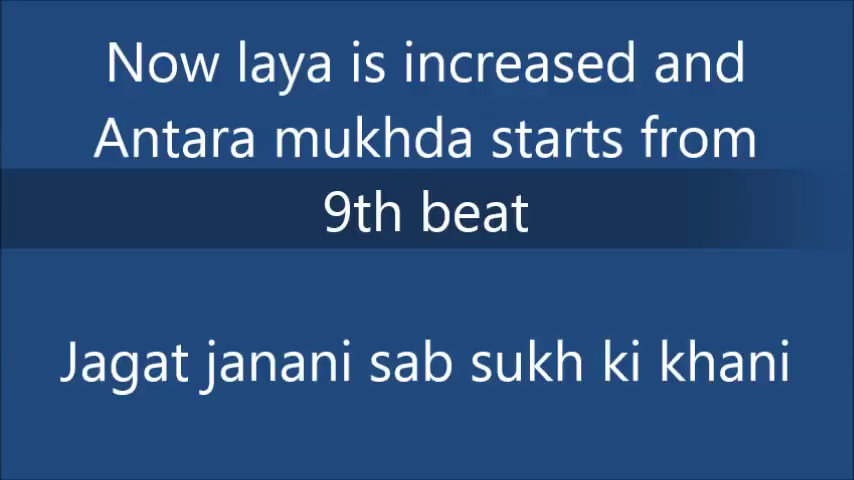 Now laya is increased and
Antara mukhda starts from
9th beat
Jagat janani sab sukh ki khani